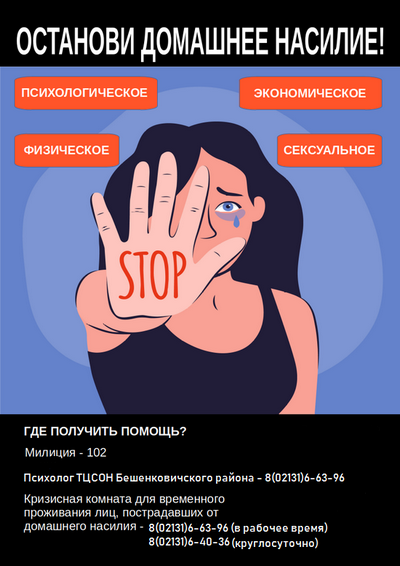 ОСТАНОВИ ДОМАШНЕЕ НАСИЛИЕ!
ПСИХОЛОГИЧЕСКОЕ
ЭКОНОМИЧЕСКОЕ
ФИЗИЧЕСКОЕ
СЕКСУАЛЬНОЕ
STOP
ГДЕ ПОЛУЧИТЬ ПОМОЩЬ?
Милиция - 102
Психолог ТЦСОН Бешенковичского района - 8(02131)6-63-96
Кризисная комната для временного
проживания лиц, пострадавших от
домашнего насилия - 8(02131)6-63-96 (в рабочее время)
8(02131)6-40-36 (круглосуточно)